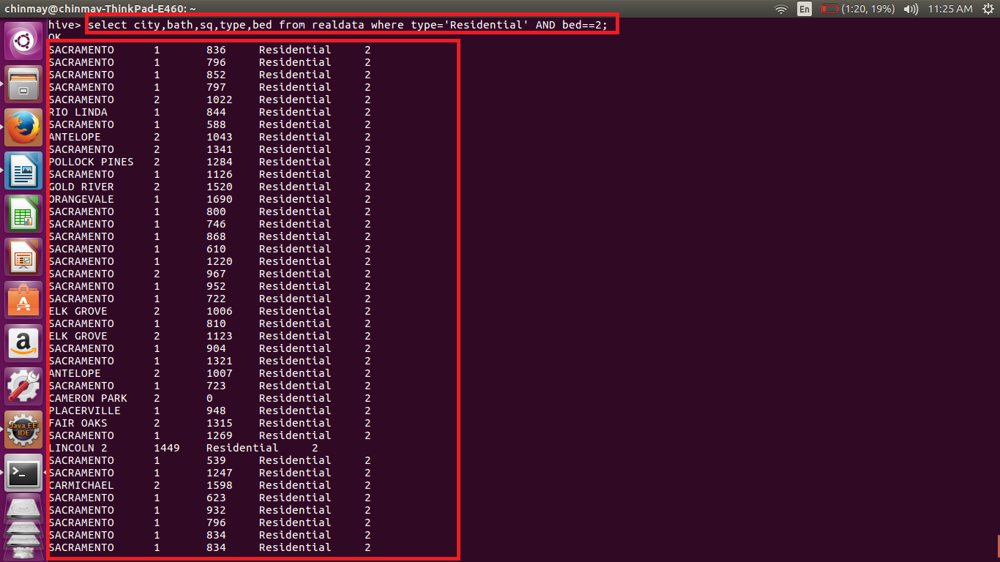 chinmay@chinmay-ThinkPad-E460: ~ En (1:20, 19%) 11:25 AM
hive> select city,bath,sq,type,bed from realdata where type='Residential' AND bed==2;
OK
SACRAMENTO 1 836 Residential 2
SACRAMENTO 1 796 Residential 2
SACRAMENTO 1 852 Residential 2
SACRAMENTO 1 797 Residential 2
SACRAMENTO 2 1022 Residential 2
RIO LINDA 1 844 Residential 2
SACRAMENTO 1 588 Residential 2
ANTELOPE 2 1043 Residential 2
SACRAMENTO 2 1341 Residential 2
POLLOCK PINES 2 1284 Residential 2
SACRAMENTO 1 1126 Residential 2
GOLD RIVER 2 1520 Residential 2
ORANGEVALE 1 1690 Residential 2
SACRAMENTO 1 800 Residential 2
SACRAMENTO 1 746 Residential 2
SACRAMENTO 1 868 Residential 2
SACRAMENTO 1 610 Residential 2
SACRAMENTO 1 1220 Residential 2
SACRAMENTO 2 967 Residential 2
SACRAMENTO 1 952 Residential 2
SACRAMENTO 1 722 Residential 2
ELK GROVE 2 1006 Residential 2
SACRAMENTO 1 810 Residential 2
ELK GROVE 2 1123 Residential 2
SACRAMENTO 1 904 Residential 2
SACRAMENTO 1 1321 Residential 2
ANTELOPE 2 1007 Residential 2
SACRAMENTO 1 723 Residential 2
CAMERON PARK 2 0 Residential 2
PLACERVILLE 1 948 Residential 2
FAIR OAKS 2 1315 Residential 2
SACRAMENTO 1 1269 Residential 2
LINCOLN 2 1449 Residential 2
SACRAMENTO 1 539 Residential 2
SACRAMENTO 1 1247 Residential 2
CARMICHAEL 2 1598 Residential 2
SACRAMENTO 1 623 Residential 2
SACRAMENTO 1 932 Residential 2
SACRAMENTO 1 796 Residential 2
SACRAMENTO 1 834 Residential 2
SACRAMENTO 1 834 Residential 2
Java EE
IDE